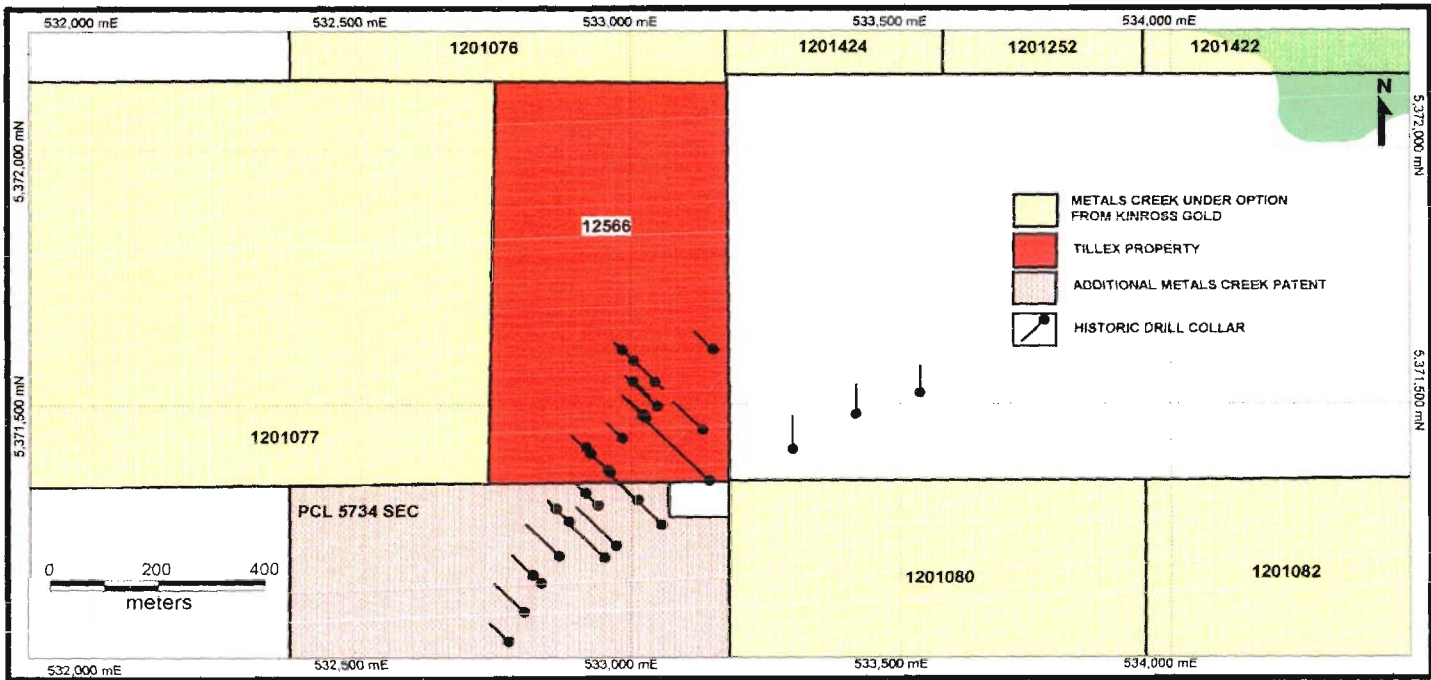 532,000 mE
532,500 mE
533,000 mE
533,500 mE
534,000 mE
1201076
1201424
1201252
1201422
N
5,372,000 mN
5,372,000 mN
METALS CREEK UNDER OPTION
FROM KINROSS GOLD
12566
TILLEX PROPERTY
ADDITIONAL METALS CREEK PATENT
HISTORIC DRILL COLLAR
5,371,500 mN
5,371,500 mN
1201077
PCL 5734 SEC
0 200 400
meters
1201080
1201082
532,000 mE
532,500 mE
533,000 mE
533,500 mE
534,000 mE